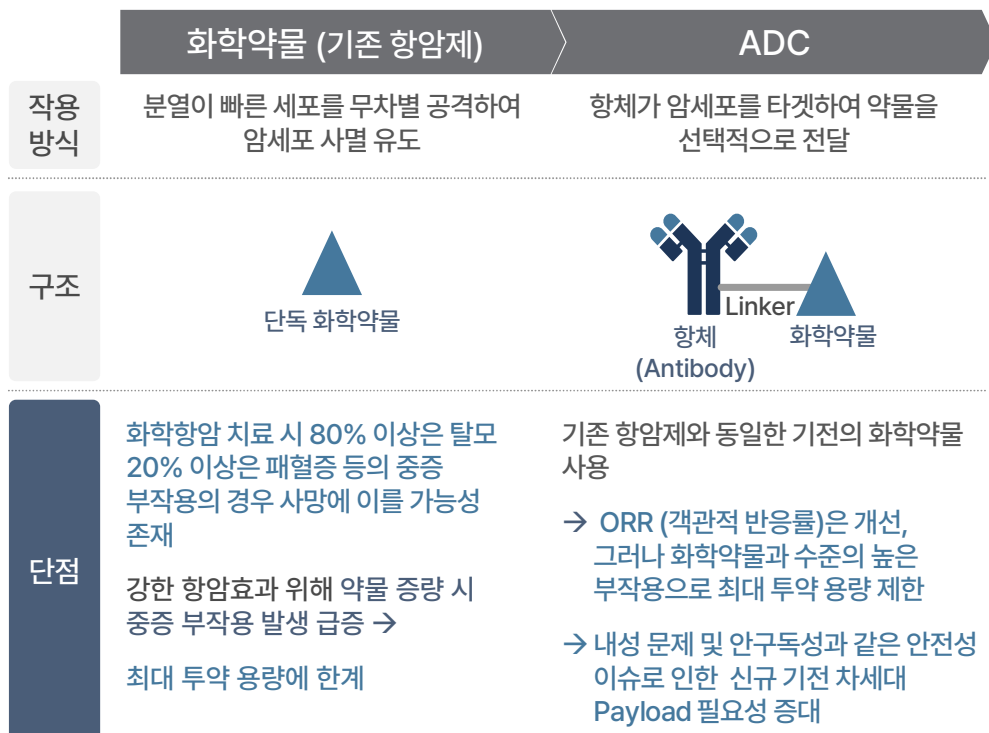 화학약물 (기존 항암제)
ADC
작용
방식
분열이 빠른 세포를 무차별 공격하여
암세포 사멸 유도
항체가 암세포를 타겟하여 약물을
선택적으로 전달
구조
단독 화학약물
Linker
항체
(Antibody)
화학약물
단점
화학항암 치료 시 80% 이상은 탈모
20% 이상은 패혈증 등의 중증
부작용의 경우 사망에 이를 가능성
존재
강한 항암효과 위해 약물 증량 시
중증 부작용 발생 급증 →
최대 투약 용량에 한계
기존 항암제와 동일한 기전의 화학약물
사용
→ ORR (객관적 반응률)은 개선,
그러나 화학약물과 수준의 높은
부작용으로 최대 투약 용량 제한
→ 내성 문제 및 안구독성과 같은 안전성
이슈로 인한 신규 기전 차세대
Payload 필요성 증대